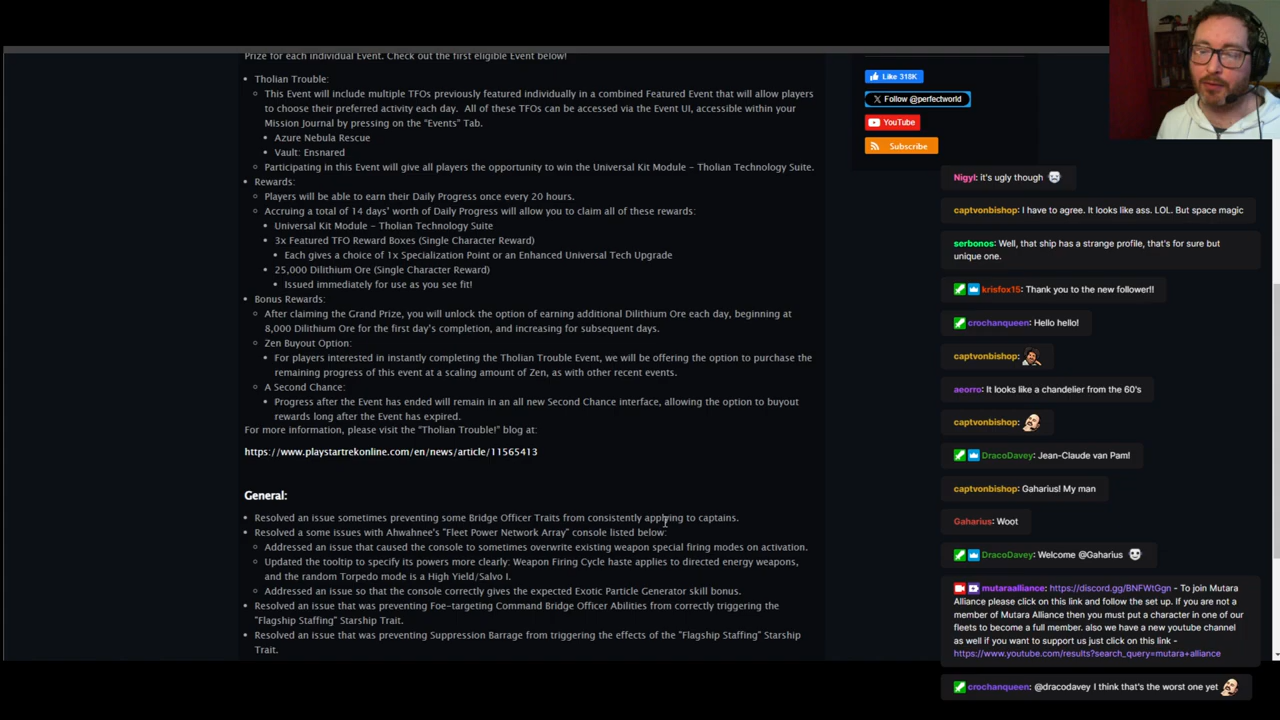 Prize for each individual Event. Check out the first eligible Event below!
Tholian Trouble:
This Event will include multiple TFOs previously featured individually in a combined Featured Event that will allow players
to choose their preferred activity each day. All of these TFOs can be accessed via the Event UI, accessible within your
Mission Journal by pressing on the "Events" Tab.
Azure Nebula Rescue
Vault: Ensnared
Participating in this Event will give all players the opportunity to win the Universal Kit Module – Tholian Technology Suite.
Rewards:
Players will be able to earn their Daily Progress once every 20 hours.
Accruing a total of 14 days' worth of Daily Progress will allow you to claim all of these rewards:
Universal Kit Module – Tholian Technology Suite
3x Featured TFO Reward Boxes (Single Character Reward)
Each gives a choice of 1x Specialization Point or an Enhanced Universal Tech Upgrade
25,000 Dilithium Ore (Single Character Reward)
Issued immediately for use as you see fit!
Bonus Rewards:
After claiming the Grand Prize, you will unlock the option of earning additional Dilithium Ore each day, beginning at
8,000 Dilithium Ore for the first day's completion, and increasing for subsequent days.
Zen Buyout Option:
For players interested in instantly completing the Tholian Trouble Event, we will be offering the option to purchase the
remaining progress of this event at a scaling amount of Zen, as with other recent events.
A Second Chance:
Progress after the Event has ended will remain in an all new Second Chance interface, allowing the option to buyout
rewards long after the Event has expired.
For more information, please visit the "Tholian Trouble!" blog at:
https://www.playstartrekonline.com/en/news/article/11565413
General:
Resolved an issue sometimes preventing some Bridge Officer Traits from consistently applying to captains.
Resolved a some issues with Ahwahnee's "Fleet Power Network Array" console listed below:
Addressed an issue that caused the console to sometimes overwrite existing weapon special firing modes on activation.
Updated the tooltip to specify its powers more clearly: Weapon Firing Cycle haste applies to directed energy weapons,
and the random Torpedo mode is a High Yield/Salvo I.
Addressed an issue so that the console correctly gives the expected Exotic Particle Generator skill bonus.
Resolved an issue that was preventing Foe-targeting Command Bridge Officer Abilities from correctly triggering the
"Flagship Staffing" Starship Trait.
Resolved an issue that was preventing Suppression Barrage from triggering the effects of the "Flagship Staffing" Starship
Trait.
Like 318K
Follow @perfectworld
YouTube
Subscribe
Nigyl: it's ugly though
captvonbishop: I have to agree. It looks like ass. LOL. But space magic
serbonos: Well, that ship has a strange profile, that's for sure but
unique one.
krisfox15: Thank you to the new follower!!
crochanqueen: Hello hello!
captvonbishop:
aeorro: It looks like a chandelier from the 60's
captvonbishop:
DracoDavey: Jean-Claude van Pam!
captvonbishop: Gaharius! My man
Gaharius: Woot
DracoDavey: Welcome @Gaharius
mutaraalliance: https://discord.gg/BNFWtGgn - To join Mutara
Alliance please click on this link and follow the set up. If you are not a
member of Mutara Alliance then you must put a character in one of our
fleets to become a full member. also we have a new youtube channel
as well if you want to support us just click on this link -
https://www.youtube.com/results?search_query=mutara+alliance
crochanqueen: @dracodavey I think that's the worst one yet